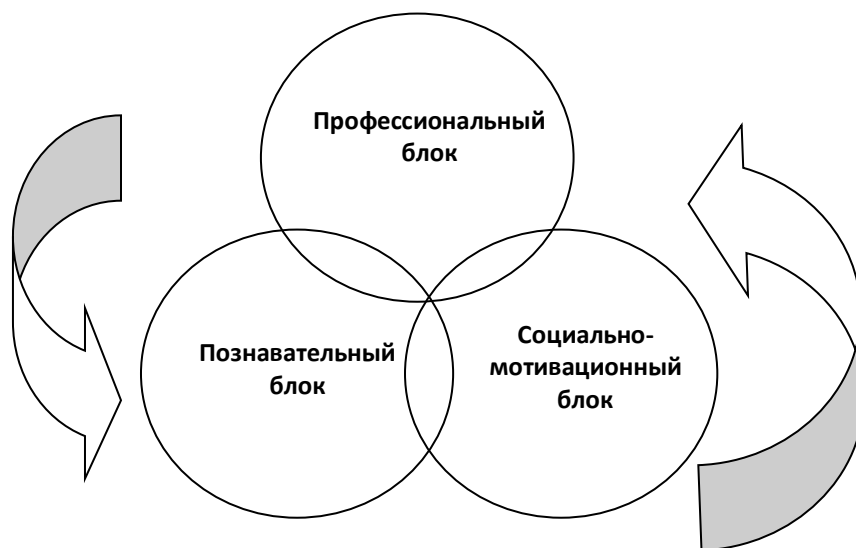 Профессиональный
блок
Познавательный
блок
Социально-
мотивационный
блок